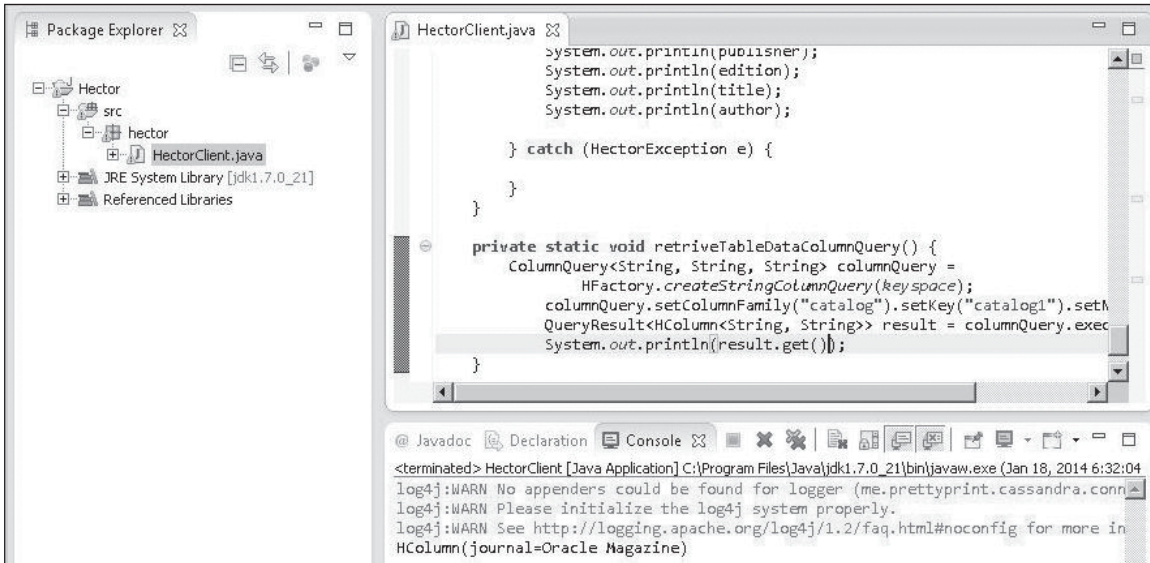 Package Explorer
Hector
src
hector
HectorClient.java
JRE System Library [jdk1.7.0_21]
Referenced Libraries
HectorClient.java
System.out.println(publisher);
System.out.println(edition);
System.out.println(title);
System.out.println(author);
} catch (HectorException e) {
}
}
private static void retriveTableDataColumnQuery() {
ColumnQuery<String, String, String> columnQuery =
HFactory.createStringColumnQuery(keyspace);
columnQuery.setColumnFamily("catalog").setKey("catalog1").setN
QueryResult<HColumn<String, String>> result = columnQuery.exec
System.out.println(result.get());
}
@ Javadoc Declaration Console
<terminated> HectorClient [Java Application] C:\Program Files\Java\jdk1.7.0_21\bin\javaw.exe (Jan 18, 2014 6:32:04
log4j:WARN No appenders could be found for logger (me.prettyprint.cassandra.conn
log4j:WARN Please initialize the log4j system properly.
log4j:WARN See http://logging.apache.org/log4j/1.2/faq.html#noconfig for more in
HColumn(journal=Oracle Magazine)